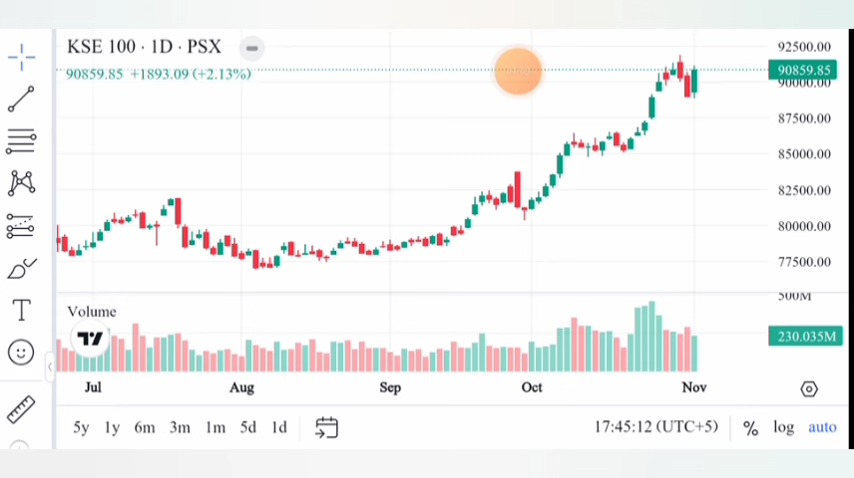 KSE 100 · 1D · PSX
90859.85 +1893.09 (+2.13%)
92500.00
90859.85
90000.00
87500.00
85000.00
82500.00
80000.00
77500.00
500M
Volume
230.035M
Jul Aug Sep Oct Nov
5y 1y 6m 3m 1m 5d 1d
17:45:12 (UTC+5) % log auto
T